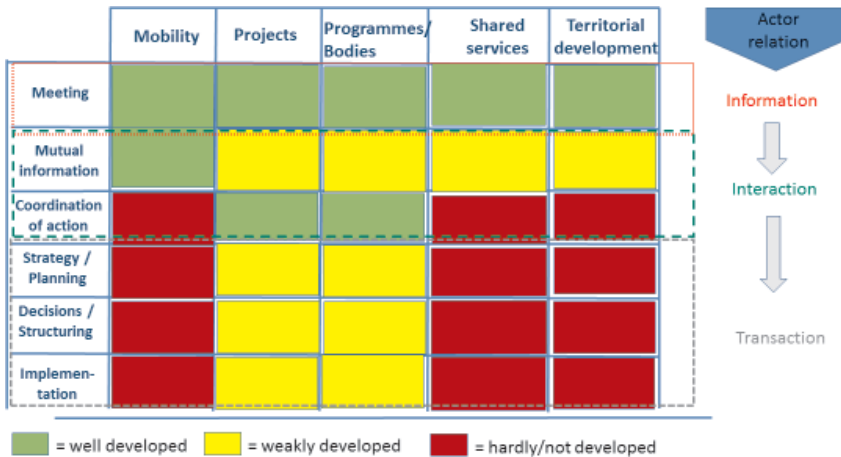 Mobility
Projects
Programmes/
Bodies
Shared
services
Territorial
development
Actor
relation
Meeting
Information
Mutual
information
Interaction
Coordination
of action
Strategy /
Planning
Decisions /
Structuring
Transaction
Implemen-
tation
= well developed
= weakly developed
= hardly/not developed